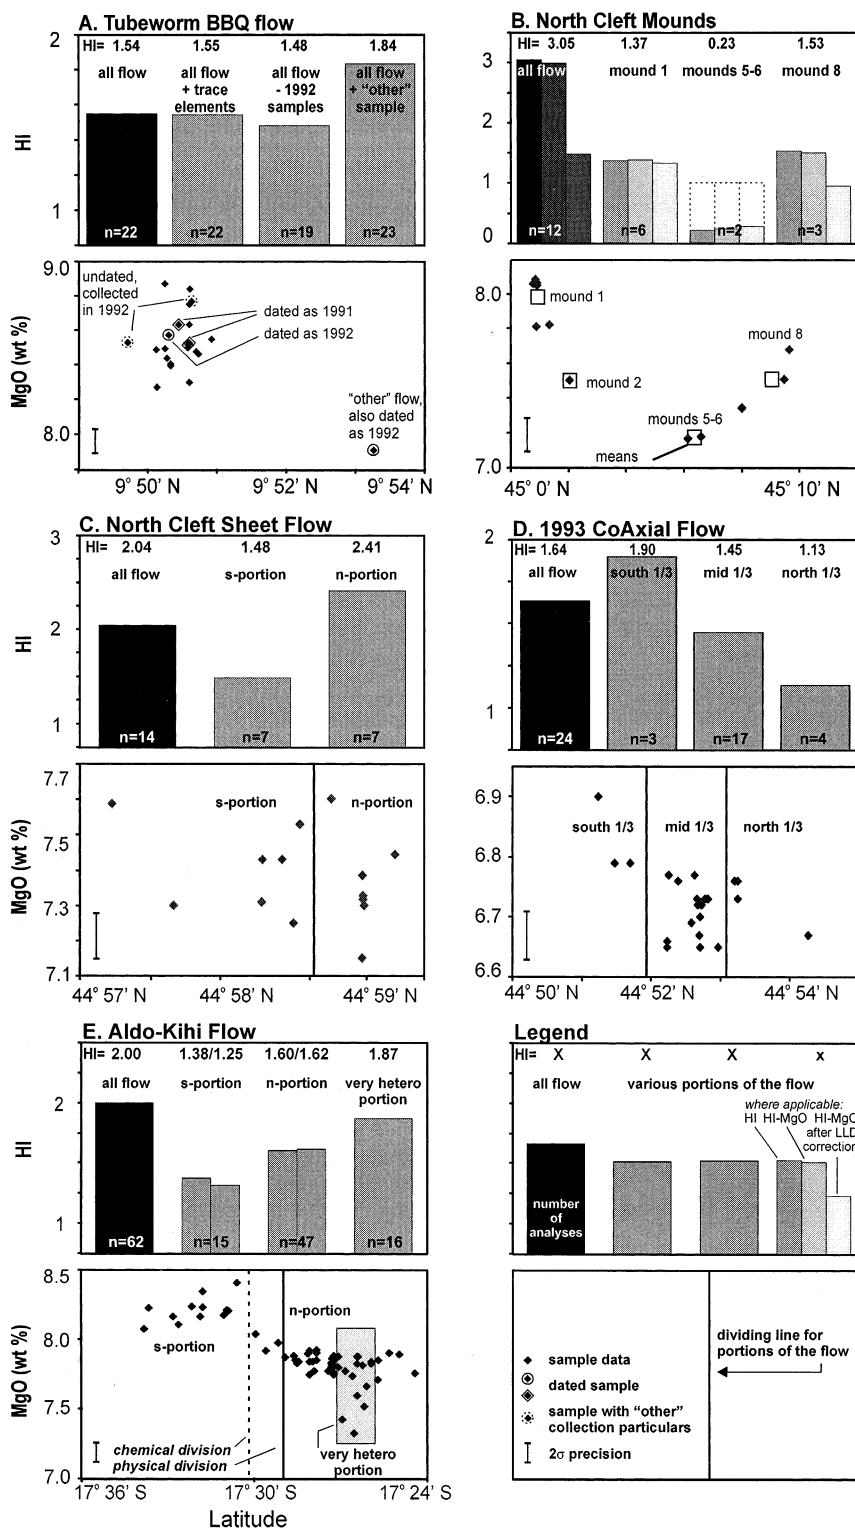 A. Tubeworm BBQ flow
HI= 1.54 1.55 1.48 1.84
all flow
all flow + trace elements
all flow - 1992 samples
all flow + “other” sample
2
1
HI
n=22 n=22 n=19 n=23
9.0
8.0
MgO (wt %)
undated,
collected
in 1992
dated as 1991
dated as 1992
“other” flow,
also dated
as 1992
9° 50' N 9° 52' N 9° 54' N
B. North Cleft Mounds
HI= 3.05 1.37 0.23 1.53
all flow mound 1 mounds 5-6 mound 8
3
2
1
0
n=12 n=6 n=2 n=3
8.0
7.0
mound 1
mound 8
mound 2
mounds 5-6
means
45° 0' N 45° 10' N
C. North Cleft Sheet Flow
HI= 2.04 1.48 2.41
all flow s-portion n-portion
3
2
1
HI
n=14 n=7 n=7
7.7
7.5
7.3
7.1
MgO (wt %)
s-portion n-portion
44° 57' N 44° 58' N 44° 59' N
D. 1993 CoAxial Flow
HI= 1.64 1.90 1.45 1.13
all flow south 1/3 mid 1/3 north 1/3
2
1
n=24 n=3 n=17 n=4
6.9
6.8
6.7
6.6
south 1/3 mid 1/3 north 1/3
44° 50' N 44° 52' N 44° 54' N
E. Aldo-Kihi Flow
HI= 2.00 1.38/1.25 1.60/1.62 1.87
all flow s-portion n-portion very hetero
portion
2
1
HI
n=62 n=15 n=47 n=16
8.5
8.0
7.5
7.0
MgO (wt %)
n-portion
s-portion
chemical division
physical division
very hetero
portion
17° 36' S 17° 30' S 17° 24' S
Latitude
Legend
HI= X X X x
all flow various portions of the flow
where applicable:
HI HI-MgO HI-MgO
after LLD
correction
number
of
analyses
dividing line for
portions of the flow
sample data
dated sample
sample with “other”
collection particulars
2σ precision